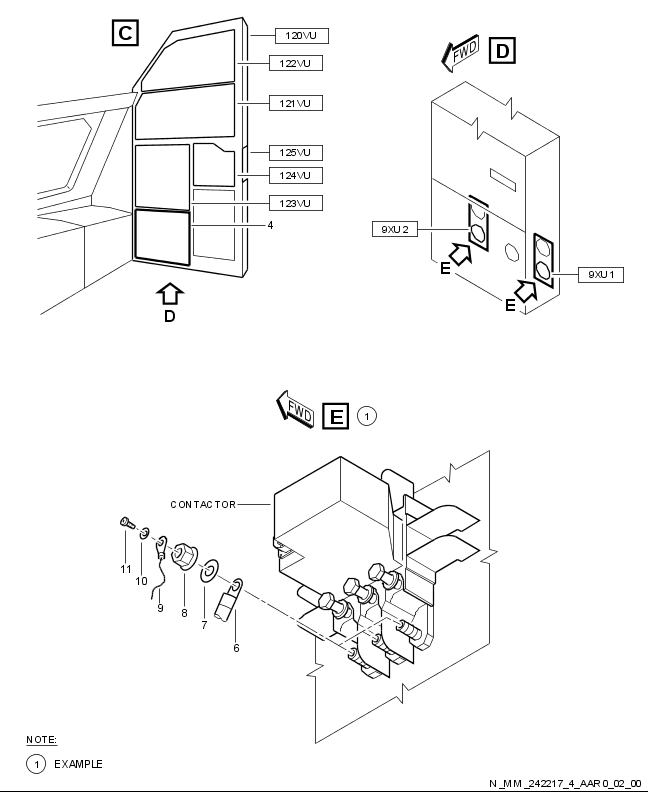 C
120VU
122VU
121VU
125VU
124VU
123VU
4
D
FWD
D
9XU2
E
9XU1
E
FWD
E
1
CONTACTOR
11
10
9
8
7
6
NOTE:
1 EXAMPLE
N_MM_242217_4_AAR0_02_00